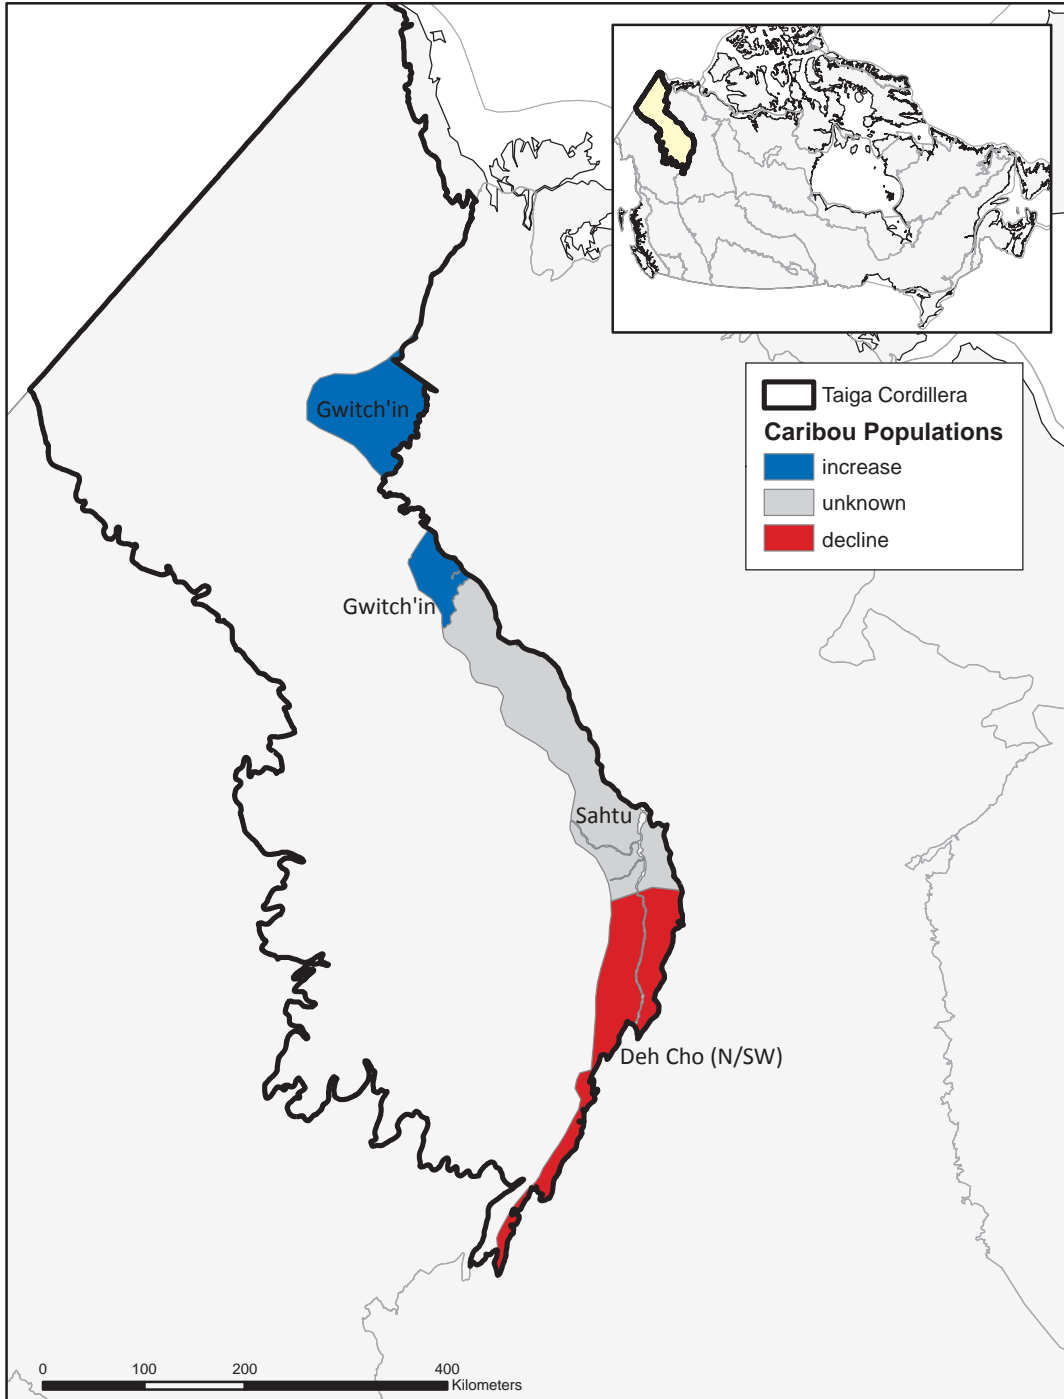 Taiga Cordillera
Caribou Populations
increase
unknown
decline
Gwitch'in
Gwitch'in
Sahtu
Deh Cho (N/SW)
0 100 200 400
Kilometers